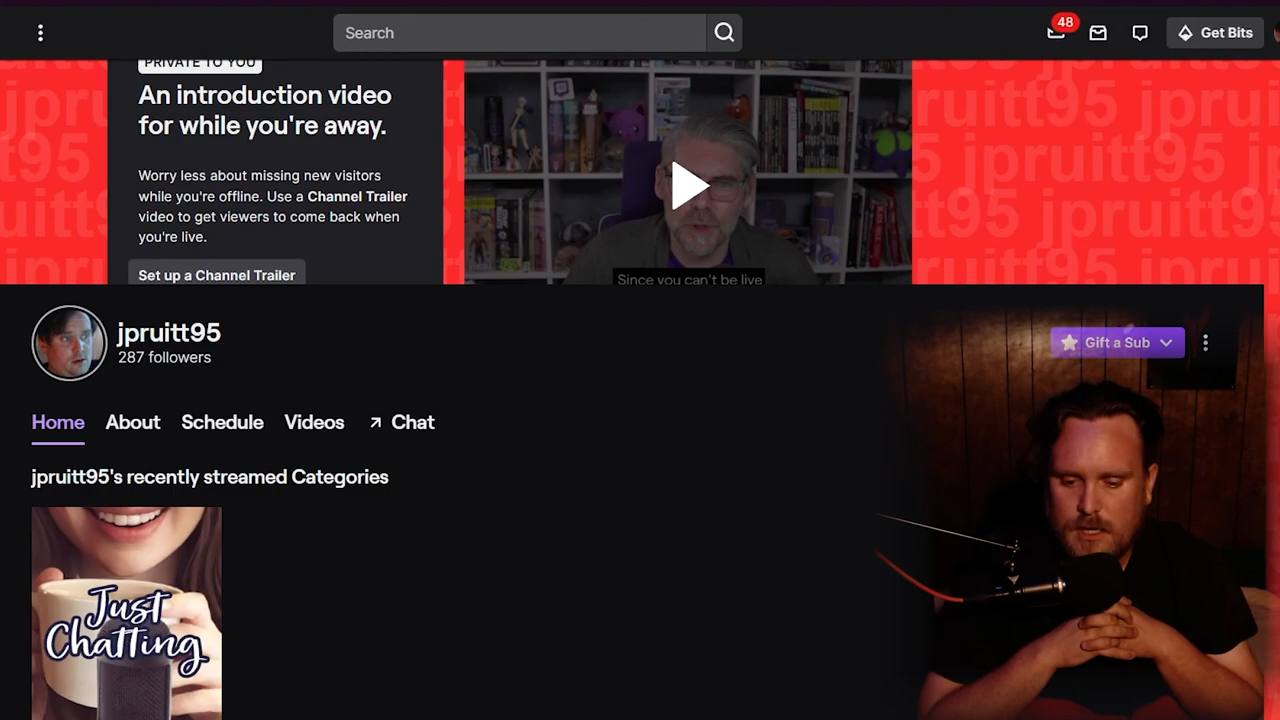 Search
48
Get Bits
PRIVATE TO YOU
An introduction video
for while you're away.
Worry less about missing new visitors
while you're offline. Use a Channel Trailer
video to get viewers to come back when
you're live.
Set up a Channel Trailer
Since you can't be live
jpruitt95
287 followers
Gift a Sub
Home About Schedule Videos Chat
jpruitt95's recently streamed Categories
Just
Chatting
jpruitt95 jpruitt95